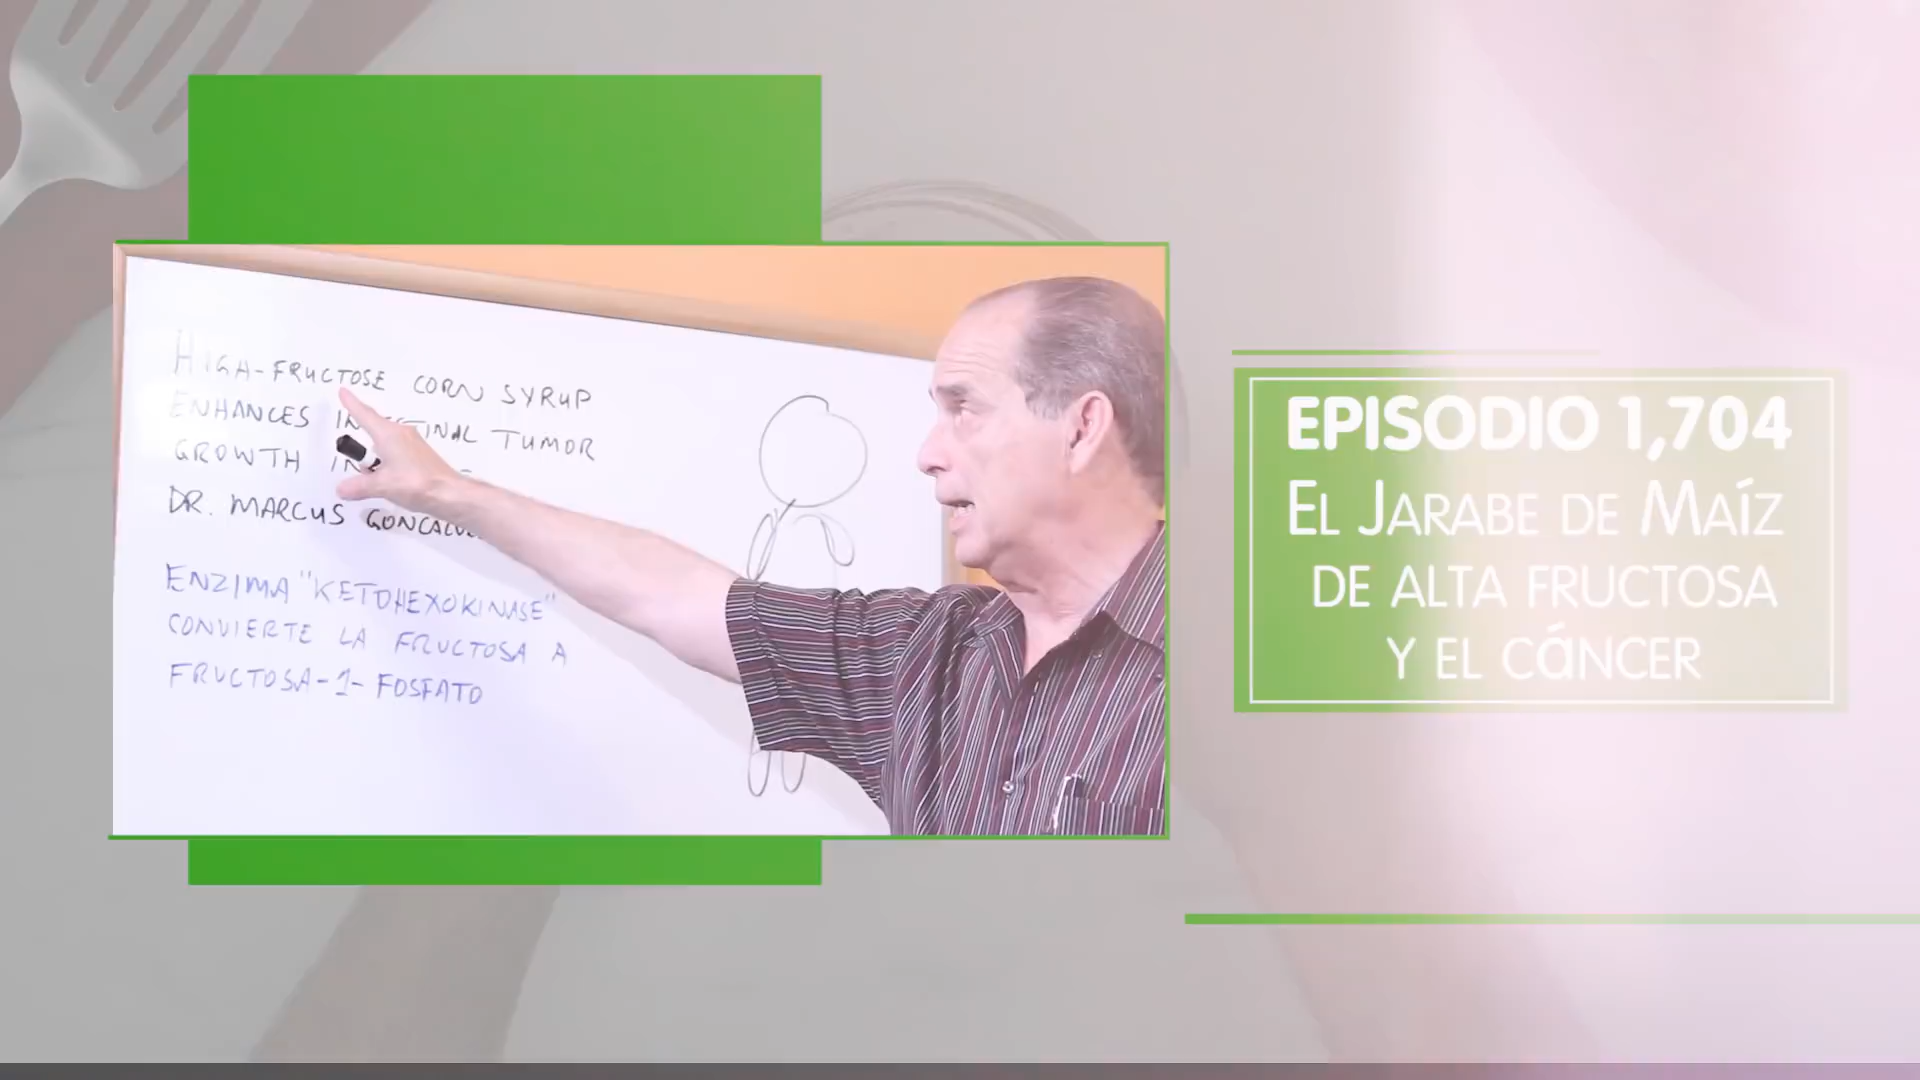 HIGH-FRUCTOSE CORN SYRUP
ENHANCES TUMOR
GROWTH
DR. MARCUS
ENZIMA "KETOHEXOKINASE"
CONVIERTE LA FRUCTOSA A
FRUCTOSA-1-FOSFATO
EPISODIO 1,704
EL JARABE DE MAÍZ
DE ALTA FRUCTOSA
Y EL CÁNCER